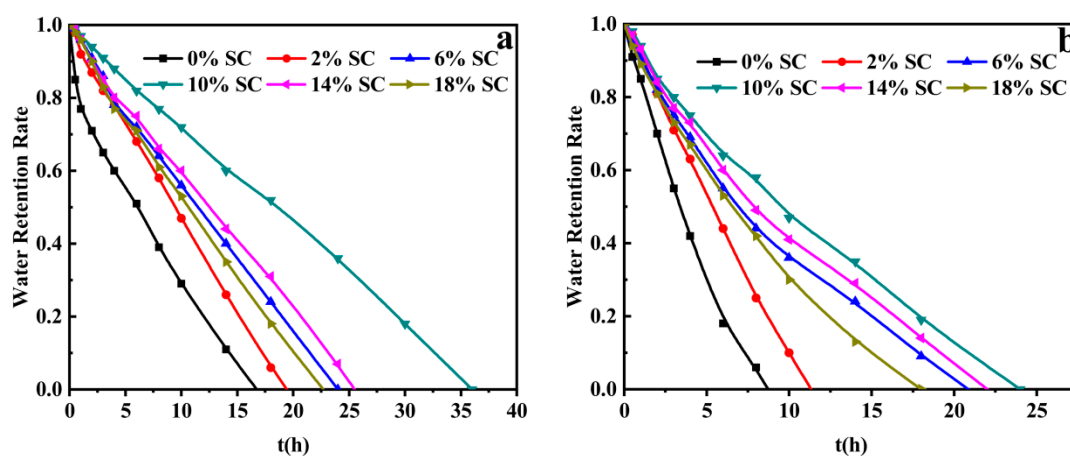 a
0% SC 2% SC 6% SC
10% SC 14% SC 18% SC
Water Retention Rate
1.0
0.8
0.6
0.4
0.2
0.0
0 5 10 15 20 25 30 35 40
t(h)
b
0% SC 2% SC 6% SC
10% SC 14% SC 18% SC
Water Retention Rate
1.0
0.8
0.6
0.4
0.2
0.0
0 5 10 15 20 25
t(h)